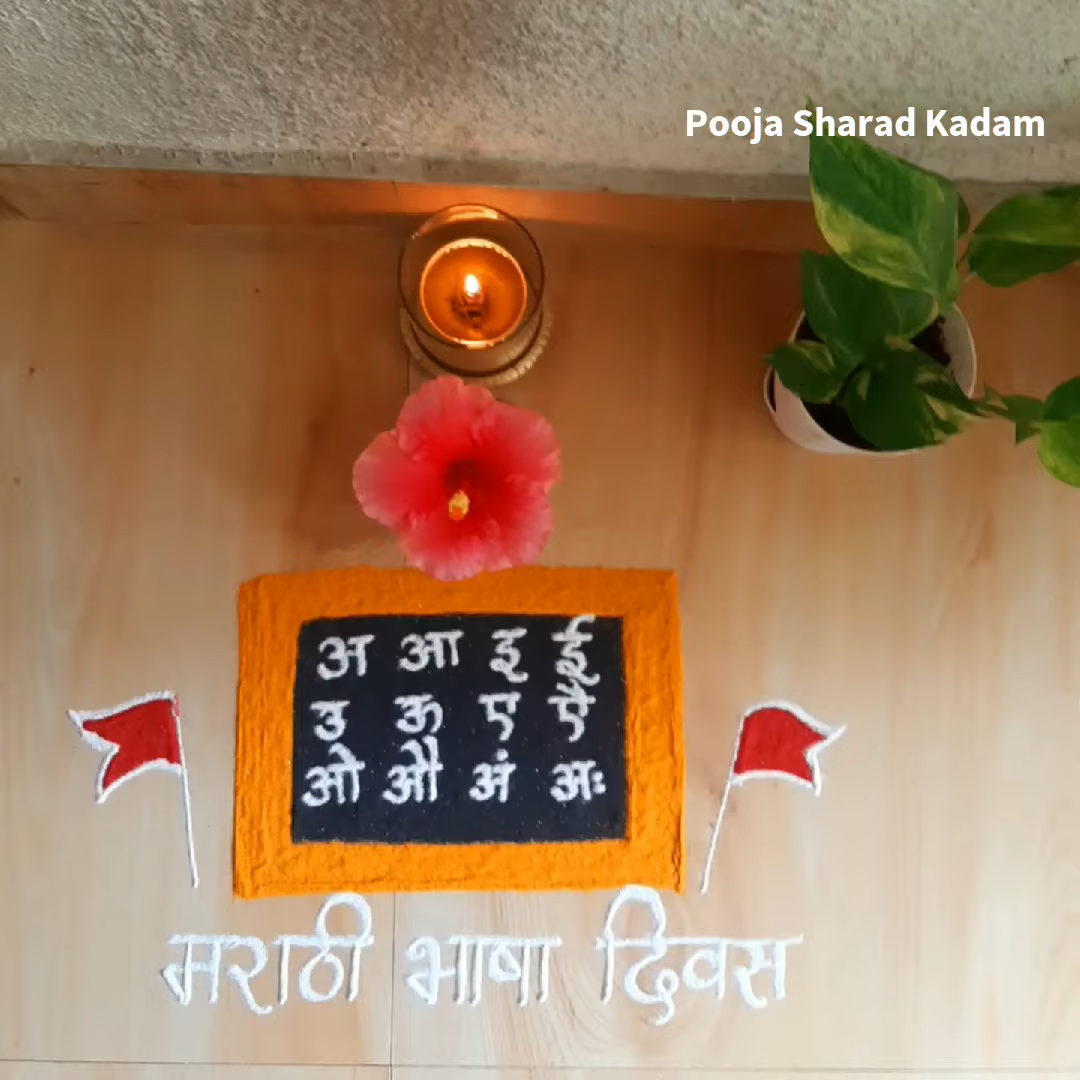 Pooja Sharad Kadam
अ आ इ ई
उ ऊ ए ऐ
ओ औ अं अः
मराठी भाषा दिवस